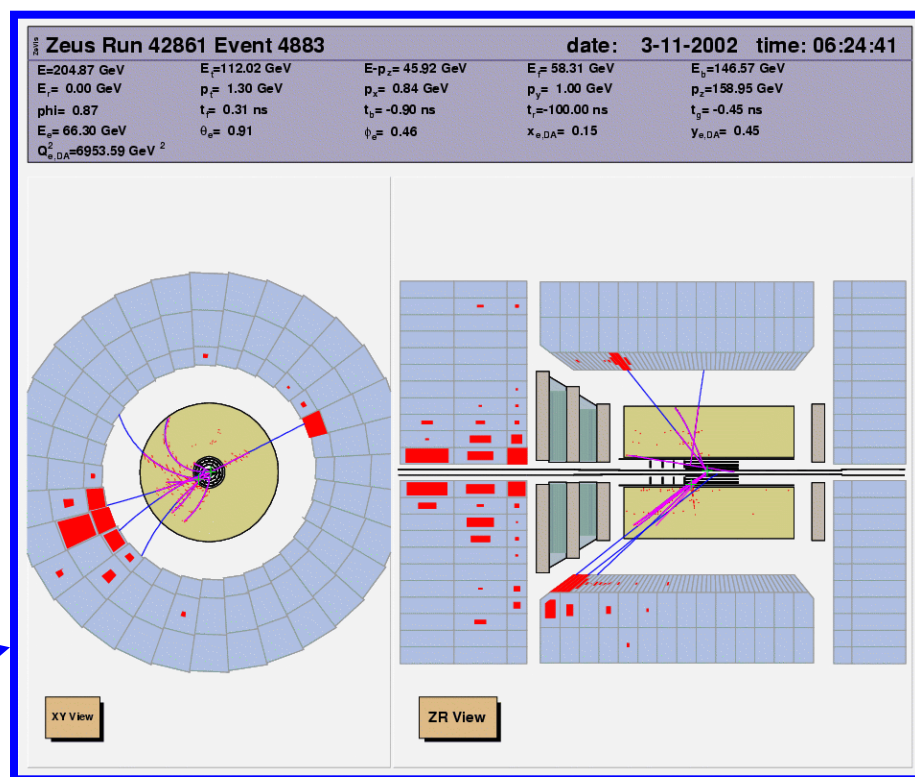 ZeVis Zeus Run 42861 Event 4883 date: 3-11-2002 time: 06:24:41
E=204.87 GeV E_t=112.02 GeV E-p_z= 45.92 GeV E_f= 58.31 GeV E_b=146.57 GeV
E_r= 0.00 GeV p_t= 1.30 GeV p_x= 0.84 GeV p_y= 1.00 GeV p_z=158.95 GeV
phi= 0.87 t_f= 0.31 ns t_b= -0.90 ns t_r=-100.00 ns t_g= -0.45 ns
E_e= 66.30 GeV θ_e= 0.91 ϕ_e= 0.46 x_e,DA= 0.15 y_e,DA= 0.45
Q²_e,DA=6953.59 GeV ²
XY View
ZR View